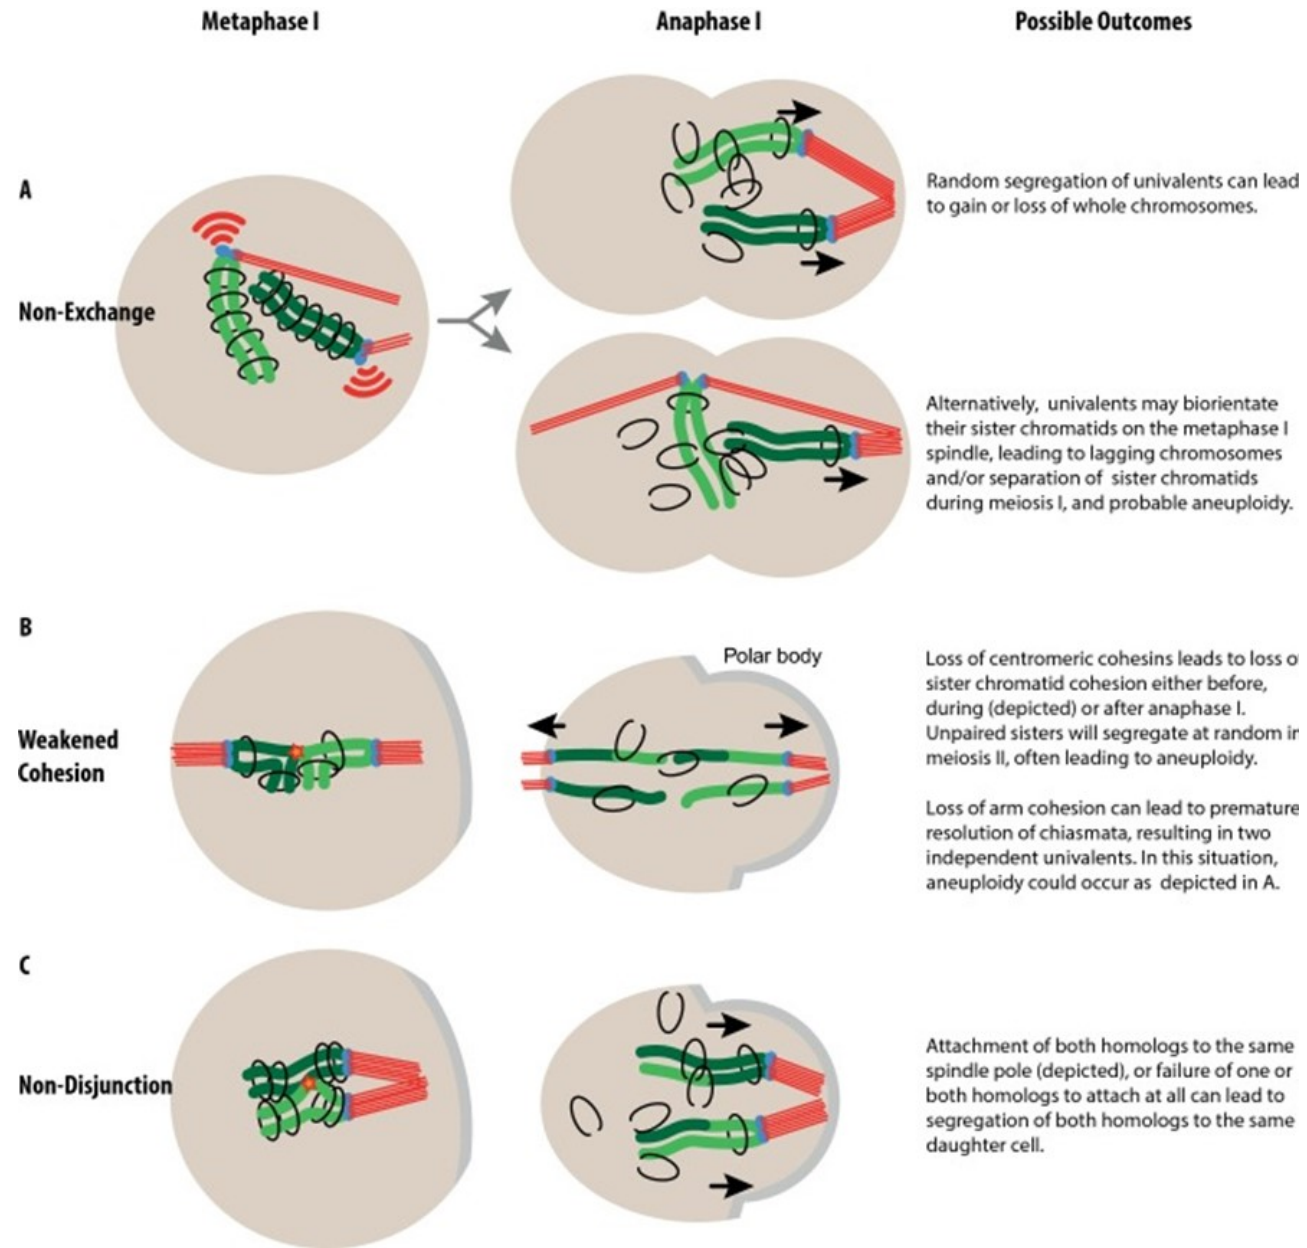 Metaphase I
Anaphase I
Possible Outcomes
A
Non-Exchange
Random segregation of univalents can lead
to gain or loss of whole chromosomes.
Alternatively, univalents may biorientate
their sister chromatids on the metaphase I
spindle, leading to lagging chromosomes
and/or separation of sister chromatids
during meiosis I, and probable aneuploidy.
B
Weakened
Cohesion
Polar body
Loss of centromeric cohesins leads to loss o
sister chromatid cohesion either before,
during (depicted) or after anaphase I.
Unpaired sisters will segregate at random in
meiosis II, often leading to aneuploidy.
Loss of arm cohesion can lead to premature
resolution of chiasmata, resulting in two
independent univalents. In this situation,
aneuploidy could occur as depicted in A.
C
Non-Disjunction
Attachment of both homologs to the same
spindle pole (depicted), or failure of one or
both homologs to attach at all can lead to
segregation of both homologs to the same
daughter cell.